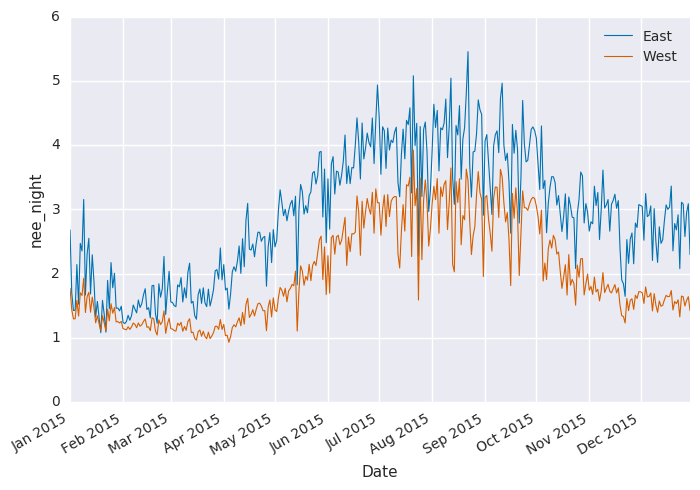 6
5
4
3
2
1
0
nee_night
East
West
Jan 2015
Feb 2015
Mar 2015
Apr 2015
May 2015
Jun 2015
Jul 2015
Aug 2015
Sep 2015
Oct 2015
Nov 2015
Dec 2015
Date